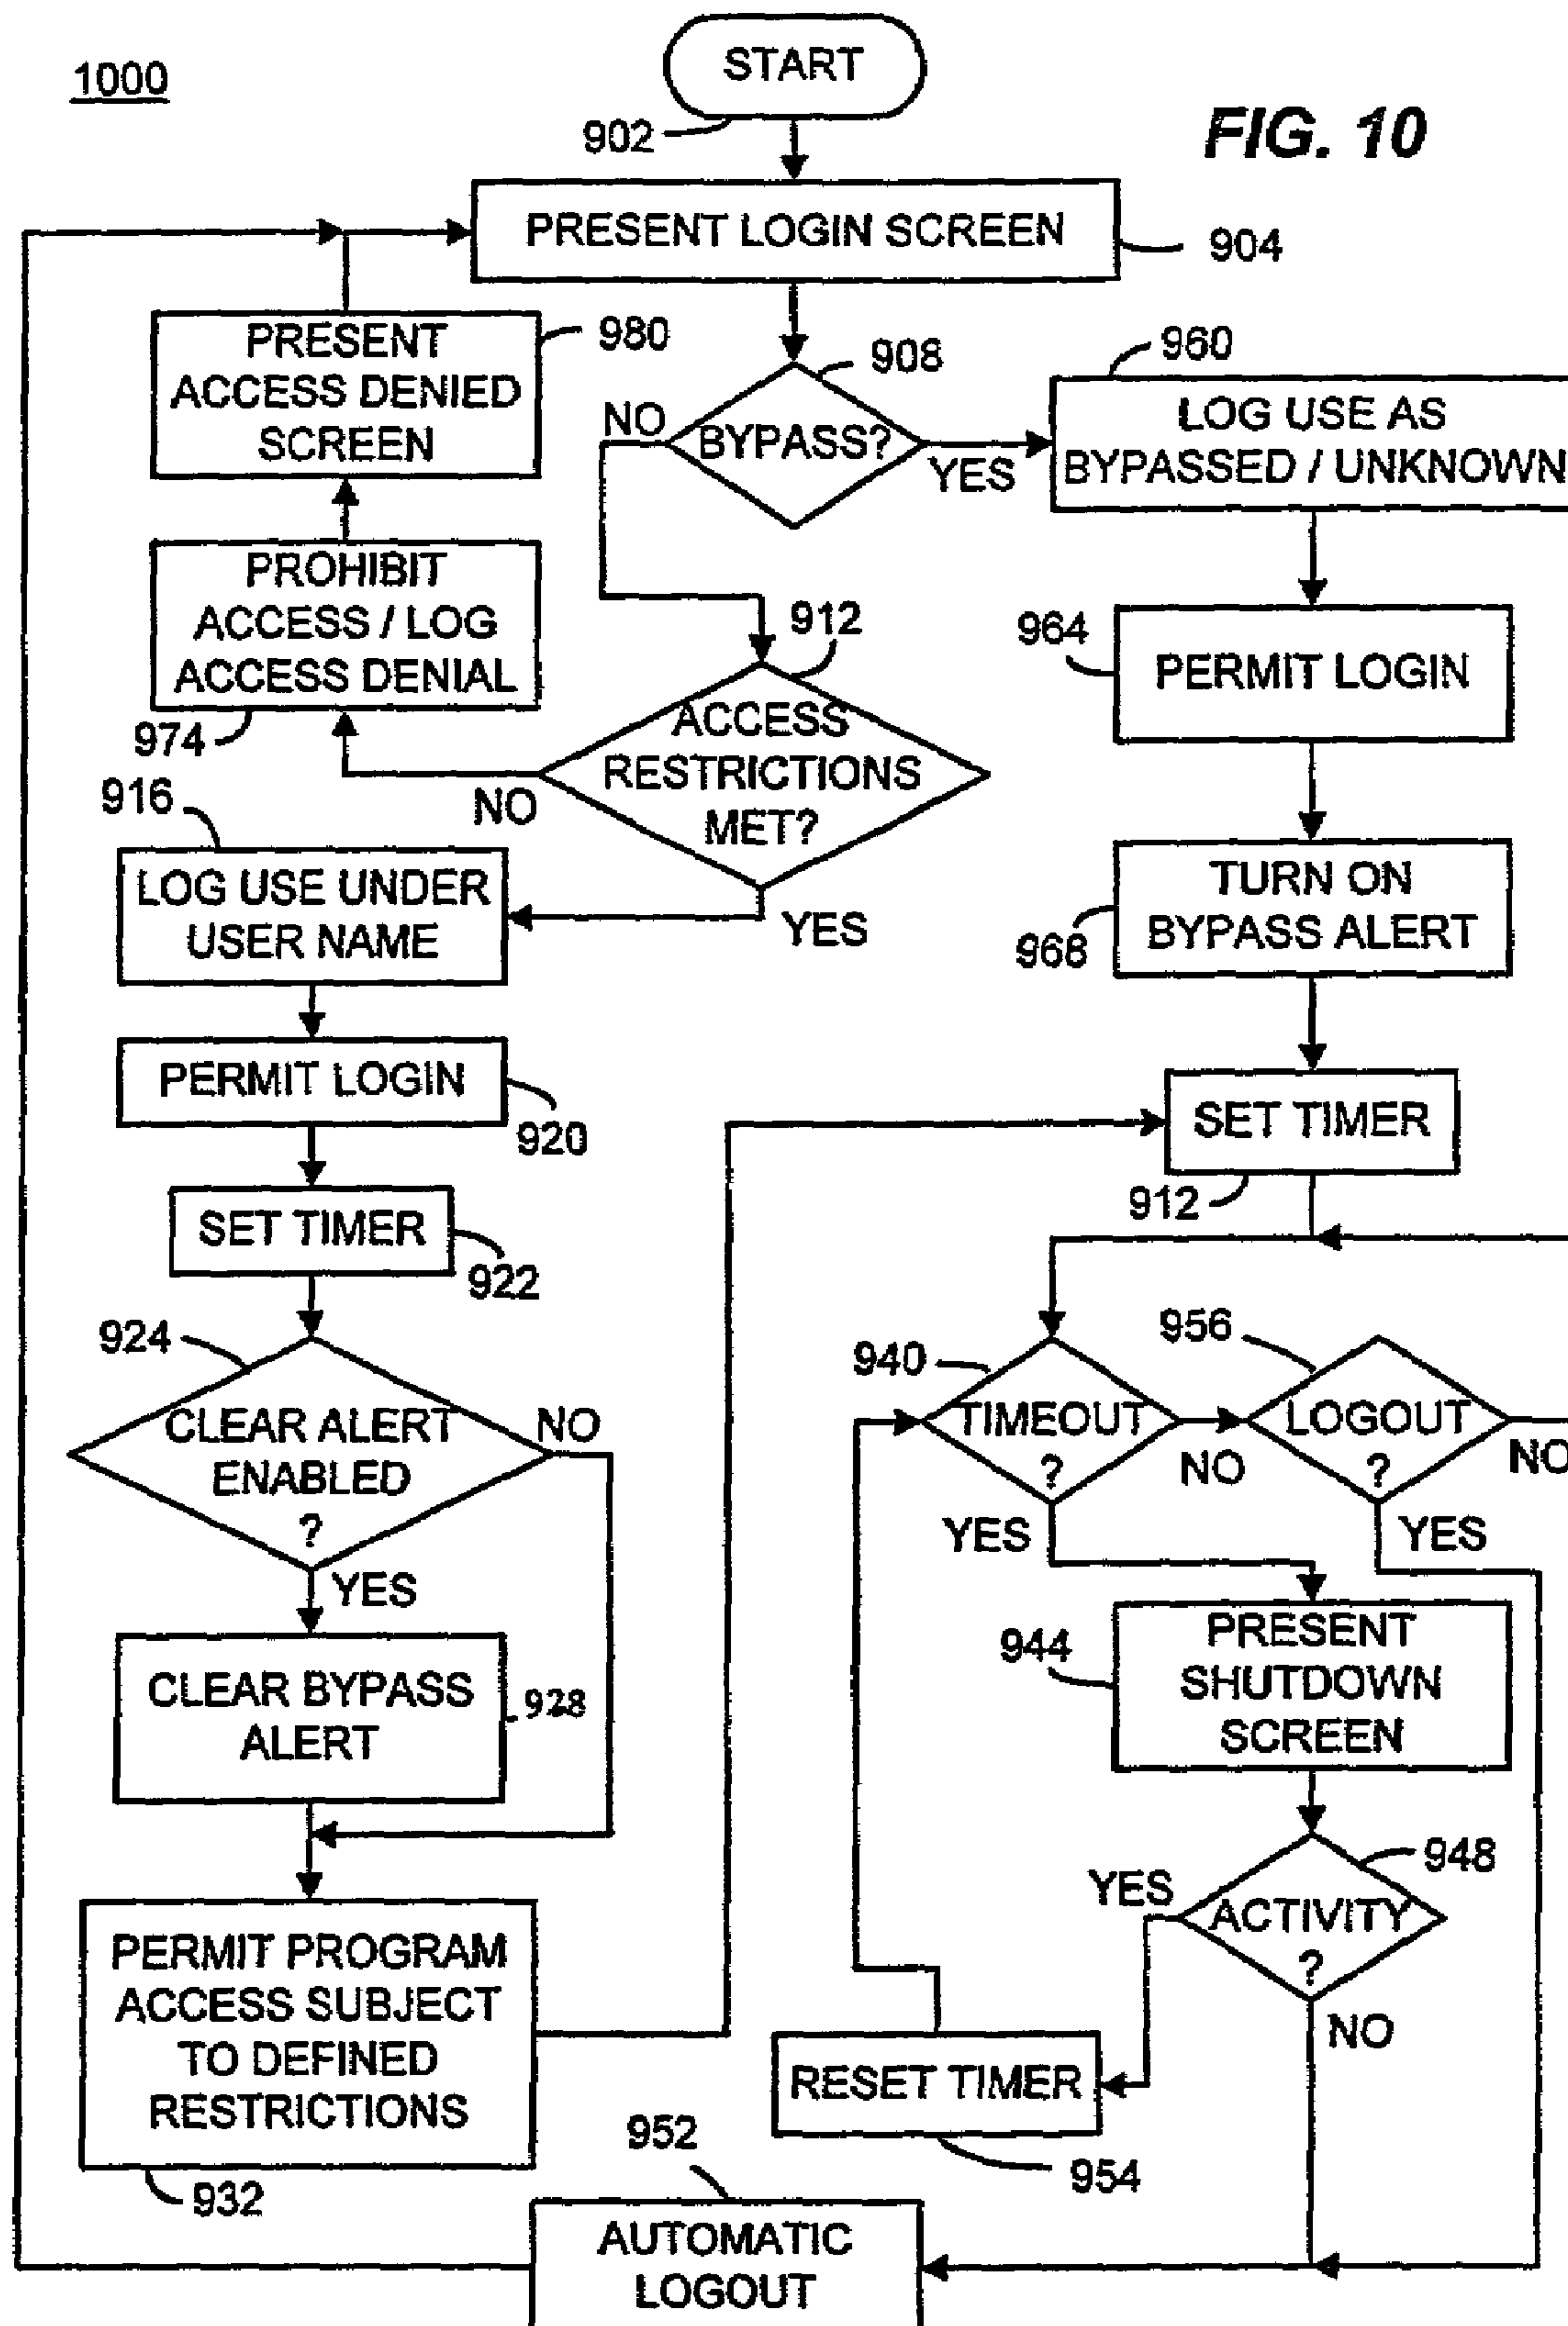 1000
START
902
FIG. 10
PRESENT LOGIN SCREEN
904
PRESENT
ACCESS DENIED
SCREEN
980
908
BYPASS?
NO
YES
960
LOG USE AS
BYPASSED / UNKNOWN
PROHIBIT
ACCESS / LOG
ACCESS DENIAL
974
912
ACCESS
RESTRICTIONS
MET?
NO
YES
964
PERMIT LOGIN
916
LOG USE UNDER
USER NAME
TURN ON
BYPASS ALERT
968
PERMIT LOGIN
920
SET TIMER
912
SET TIMER
922
924
CLEAR ALERT
ENABLED
?
NO
YES
940
TIMEOUT
?
NO
YES
956
LOGOUT
?
NO
YES
CLEAR BYPASS
ALERT
928
944
PRESENT
SHUTDOWN
SCREEN
948
ACTIVITY
?
YES
NO
PERMIT PROGRAM
ACCESS SUBJECT
TO DEFINED
RESTRICTIONS
932
RESET TIMER
954
952
AUTOMATIC
LOGOUT